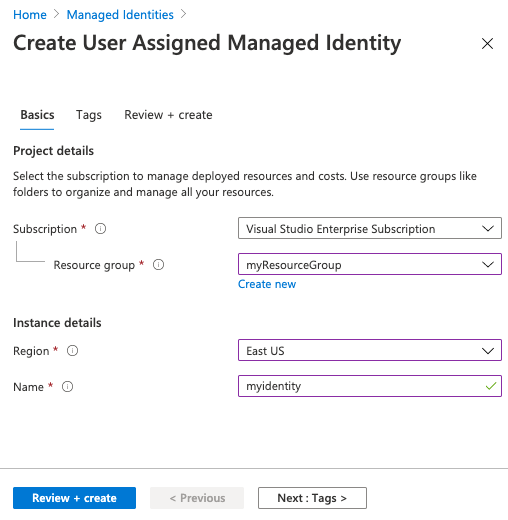 Home > Managed Identities >
Create User Assigned Managed Identity
Basics Tags Review + create
Project details
Select the subscription to manage deployed resources and costs. Use resource groups like
folders to organize and manage all your resources.
Subscription * Visual Studio Enterprise Subscription
Resource group * myResourceGroup
Create new
Instance details
Region * East US
Name * myidentity
Review + create < Previous Next : Tags >